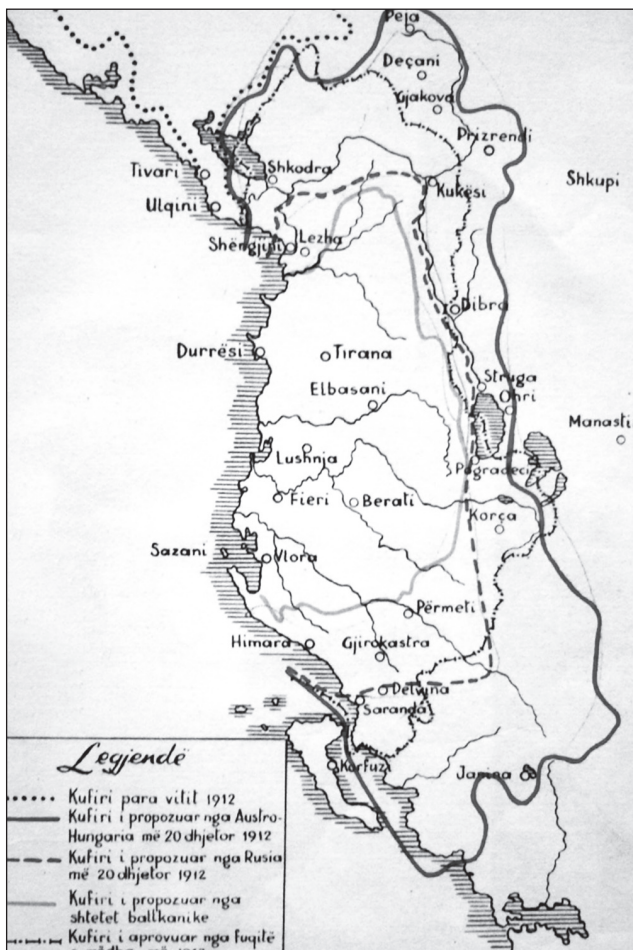 Peja
Deçani
Gjakova
Prizrendi
Shkupi
Tivari
Shkodra
Kukësi
Ulqini
Shëngjini
Lezha
Dibra
Durrësi
Tirana
Struga
Elbasani
Ohri
Manasti
Lushnja
Pogradeci
Fieri
Berati
Korça
Sazani
Vlora
Përmeti
Himara
Gjirokastra
Delvina
Saranda
Korfuzi
Janina
Legjendë
Kufiri para vitit 1912
Kufiri i propozuar nga Austro-
Hungaria më 20 dhjetor 1912
Kufiri i propozuar nga Rusia
më 20 dhjetor 1912
Kufiri i propozuar nga
shtetet ballkanike
Kufiri i aprovuar nga fuqitë